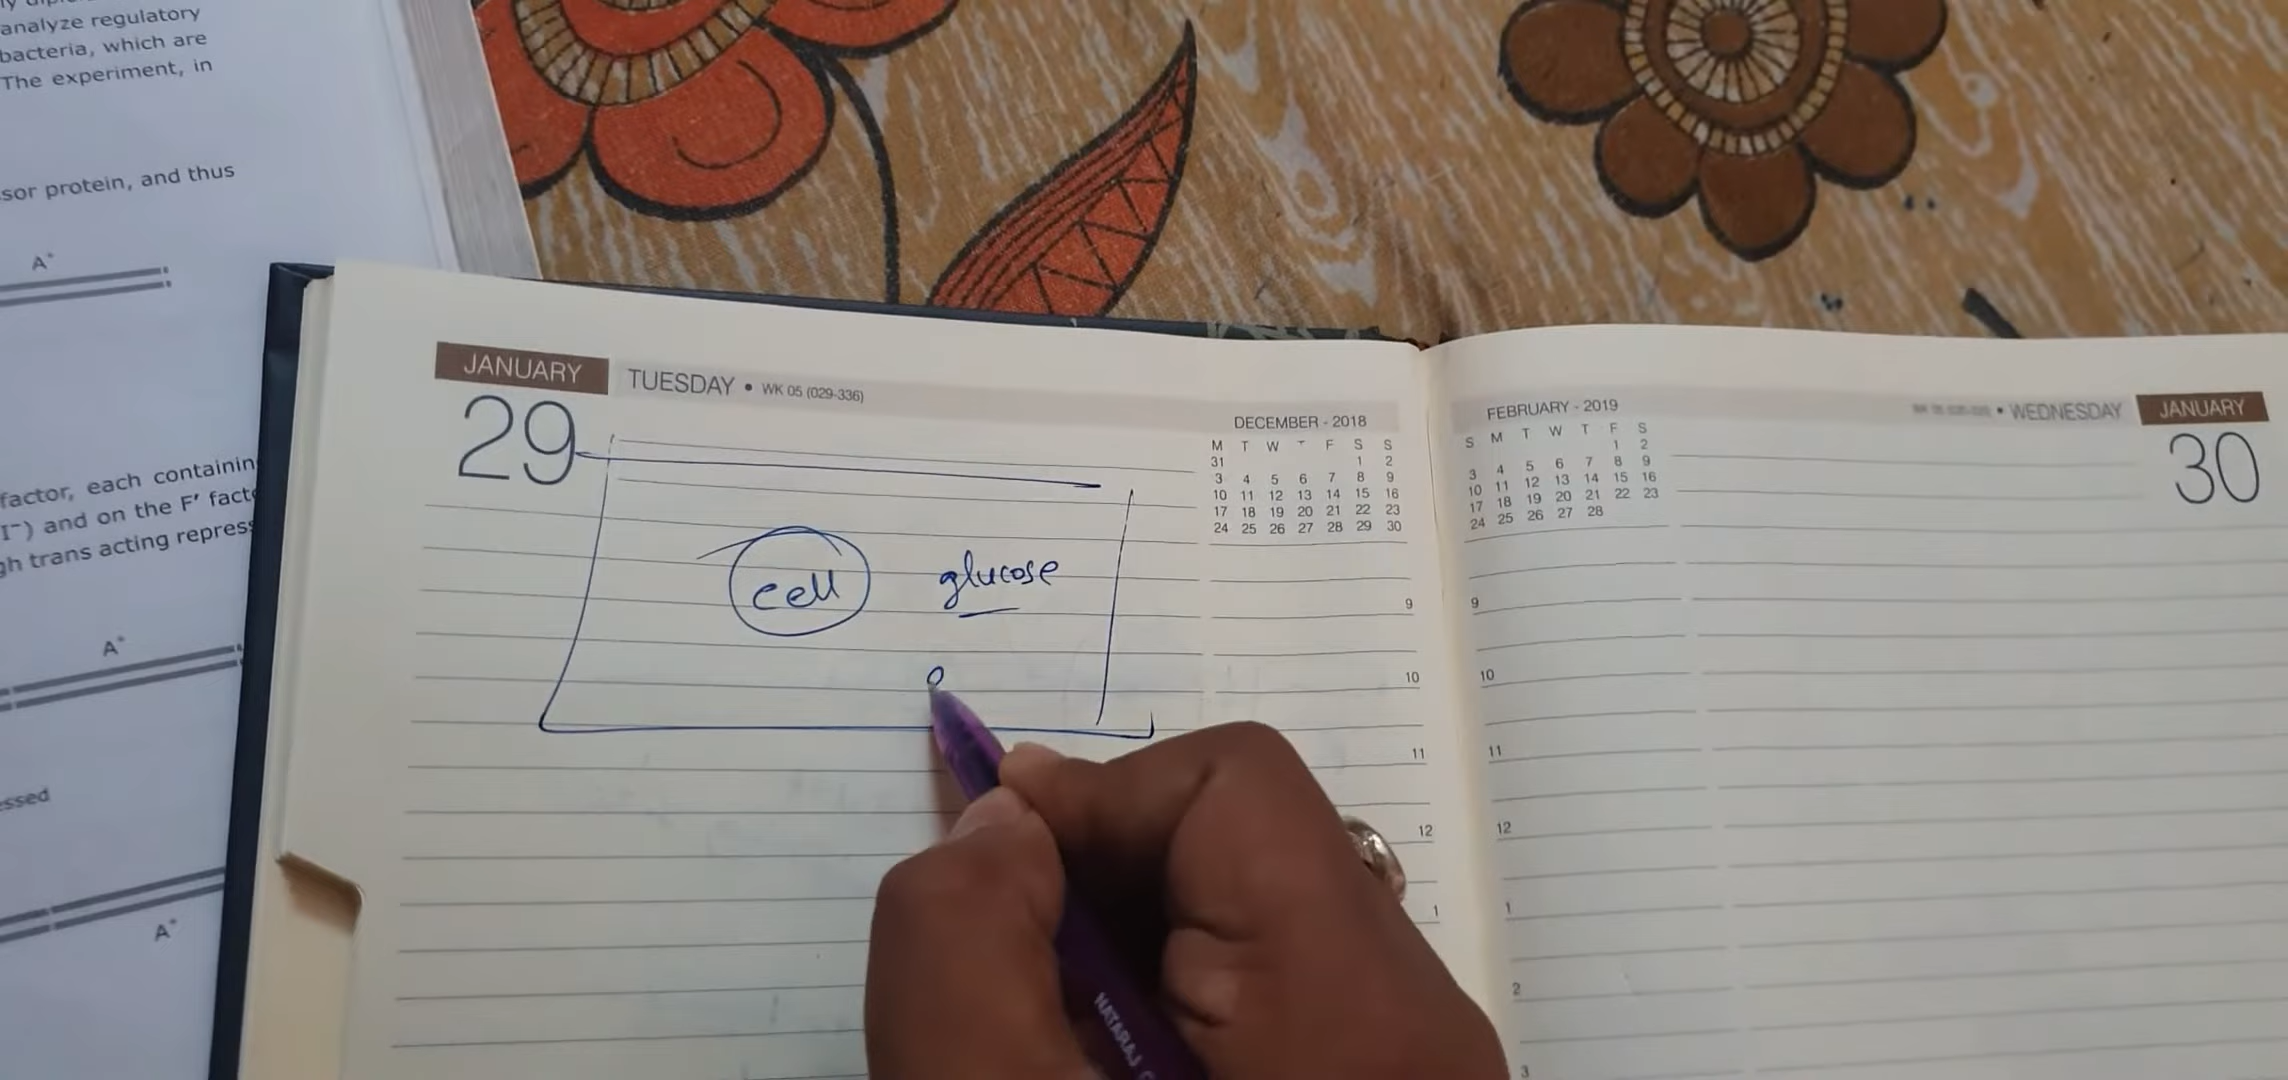 analyze regulatory
bacteria, which are
The experiment, in
sor protein, and thus
A⁺
factor, each containin
I⁻) and on the F′ fact
gh trans acting repress
A⁺
essed
A⁺
JANUARY
29
TUESDAY • WK 05 (029-336)
DECEMBER - 2018
M T W T F S S
31 1 2
3 4 5 6 7 8 9
10 11 12 13 14 15 16
17 18 19 20 21 22 23
24 25 26 27 28 29 30
cell glucose
9
10
11
12
1
FEBRUARY - 2019
S M T W T F S
1 2
3 4 5 6 7 8 9
10 11 12 13 14 15 16
17 18 19 20 21 22 23
24 25 26 27 28
• WEDNESDAY
JANUARY
30
9
10
11
12
1
2
3
NATARAJ